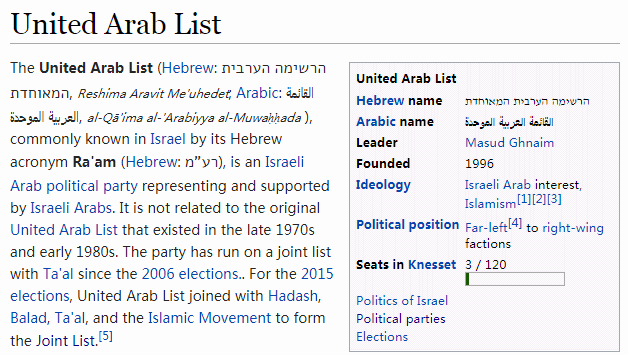 United Arab List
The United Arab List (Hebrew: הרשימה הערבית
המאוחדת, Reshima Aravit Me'uhedet; Arabic: القائمة
العربية الموحدة, al-Qā'ima al-'Arabiyya al-Muwaḥḥada ),
commonly known in Israel by its Hebrew
acronym Ra'am (Hebrew: רע״מ), is an Israeli
Arab political party representing and supported
by Israeli Arabs. It is not related to the original
United Arab List that existed in the late 1970s
and early 1980s. The party has run on a joint list
with Ta'al since the 2006 elections.. For the 2015
elections, United Arab List joined with Hadash,
Balad, Ta'al, and the Islamic Movement to form
the Joint List.[5]
United Arab List
Hebrew name הרשימה הערבית המאוחדת
Arabic name القائمة العربية الموحدة
Leader Masud Ghnaim
Founded 1996
Ideology Israeli Arab interest,
Islamism[1][2][3]
Political position Far-left[4] to right-wing
factions
Seats in Knesset 3 / 120
Politics of Israel
Political parties
Elections